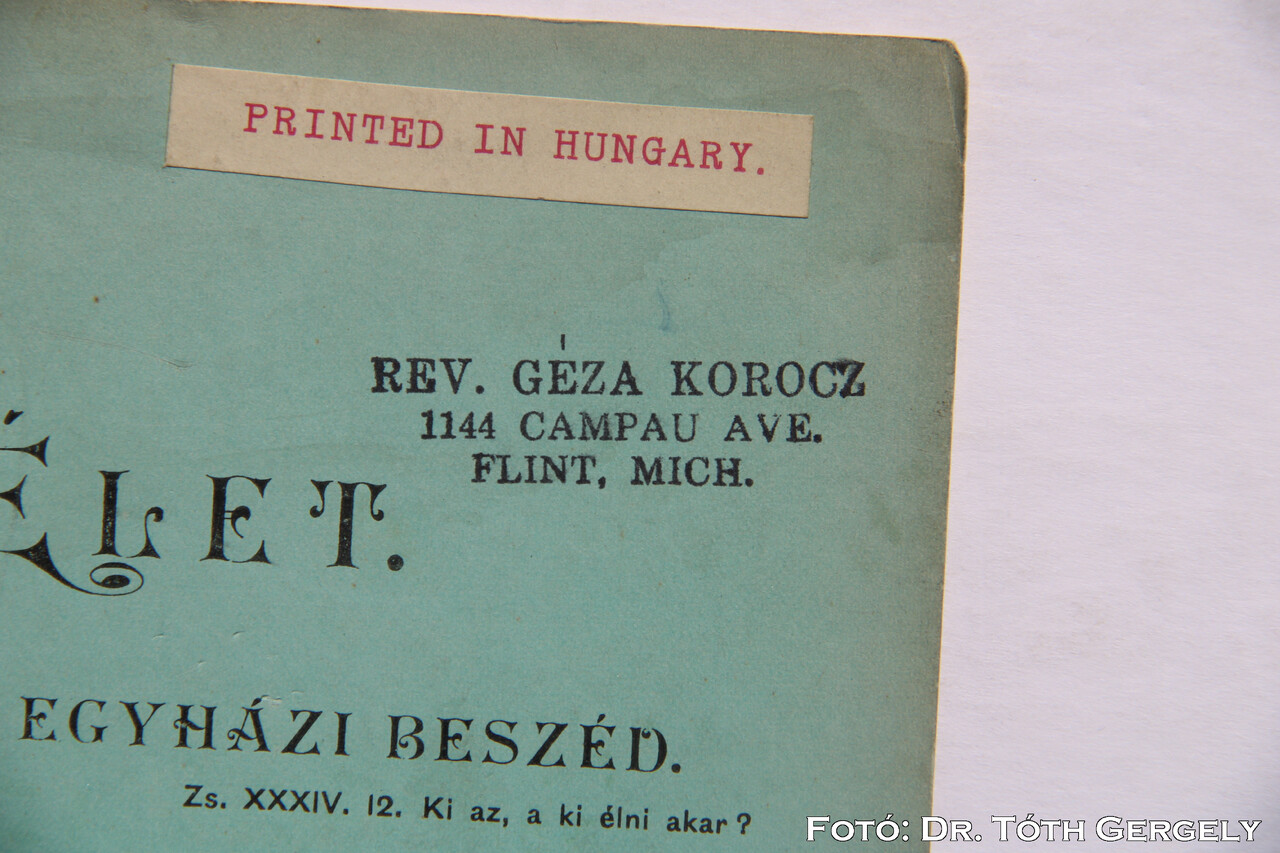 PRINTED IN HUNGARY.
REV. GÉZA KOROCZ
1144 CAMPAU AVE.
FLINT, MICH.
ÉLET.
EGYHÁZI BESZÉD.
Zs. XXXIV. 12. Ki az, a ki élni akar?
FOTÓ: DR. TÓTH GERGELY